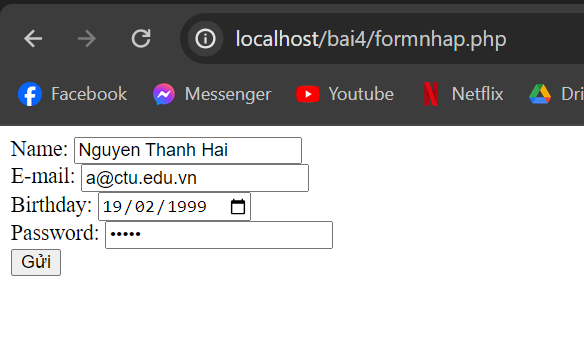 localhost/bai4/formnhap.php
Facebook Messenger Youtube Netflix Dri
Name: Nguyen Thanh Hai
E-mail: a@ctu.edu.vn
Birthday: 19/02/1999
Password: •••••
Gửi